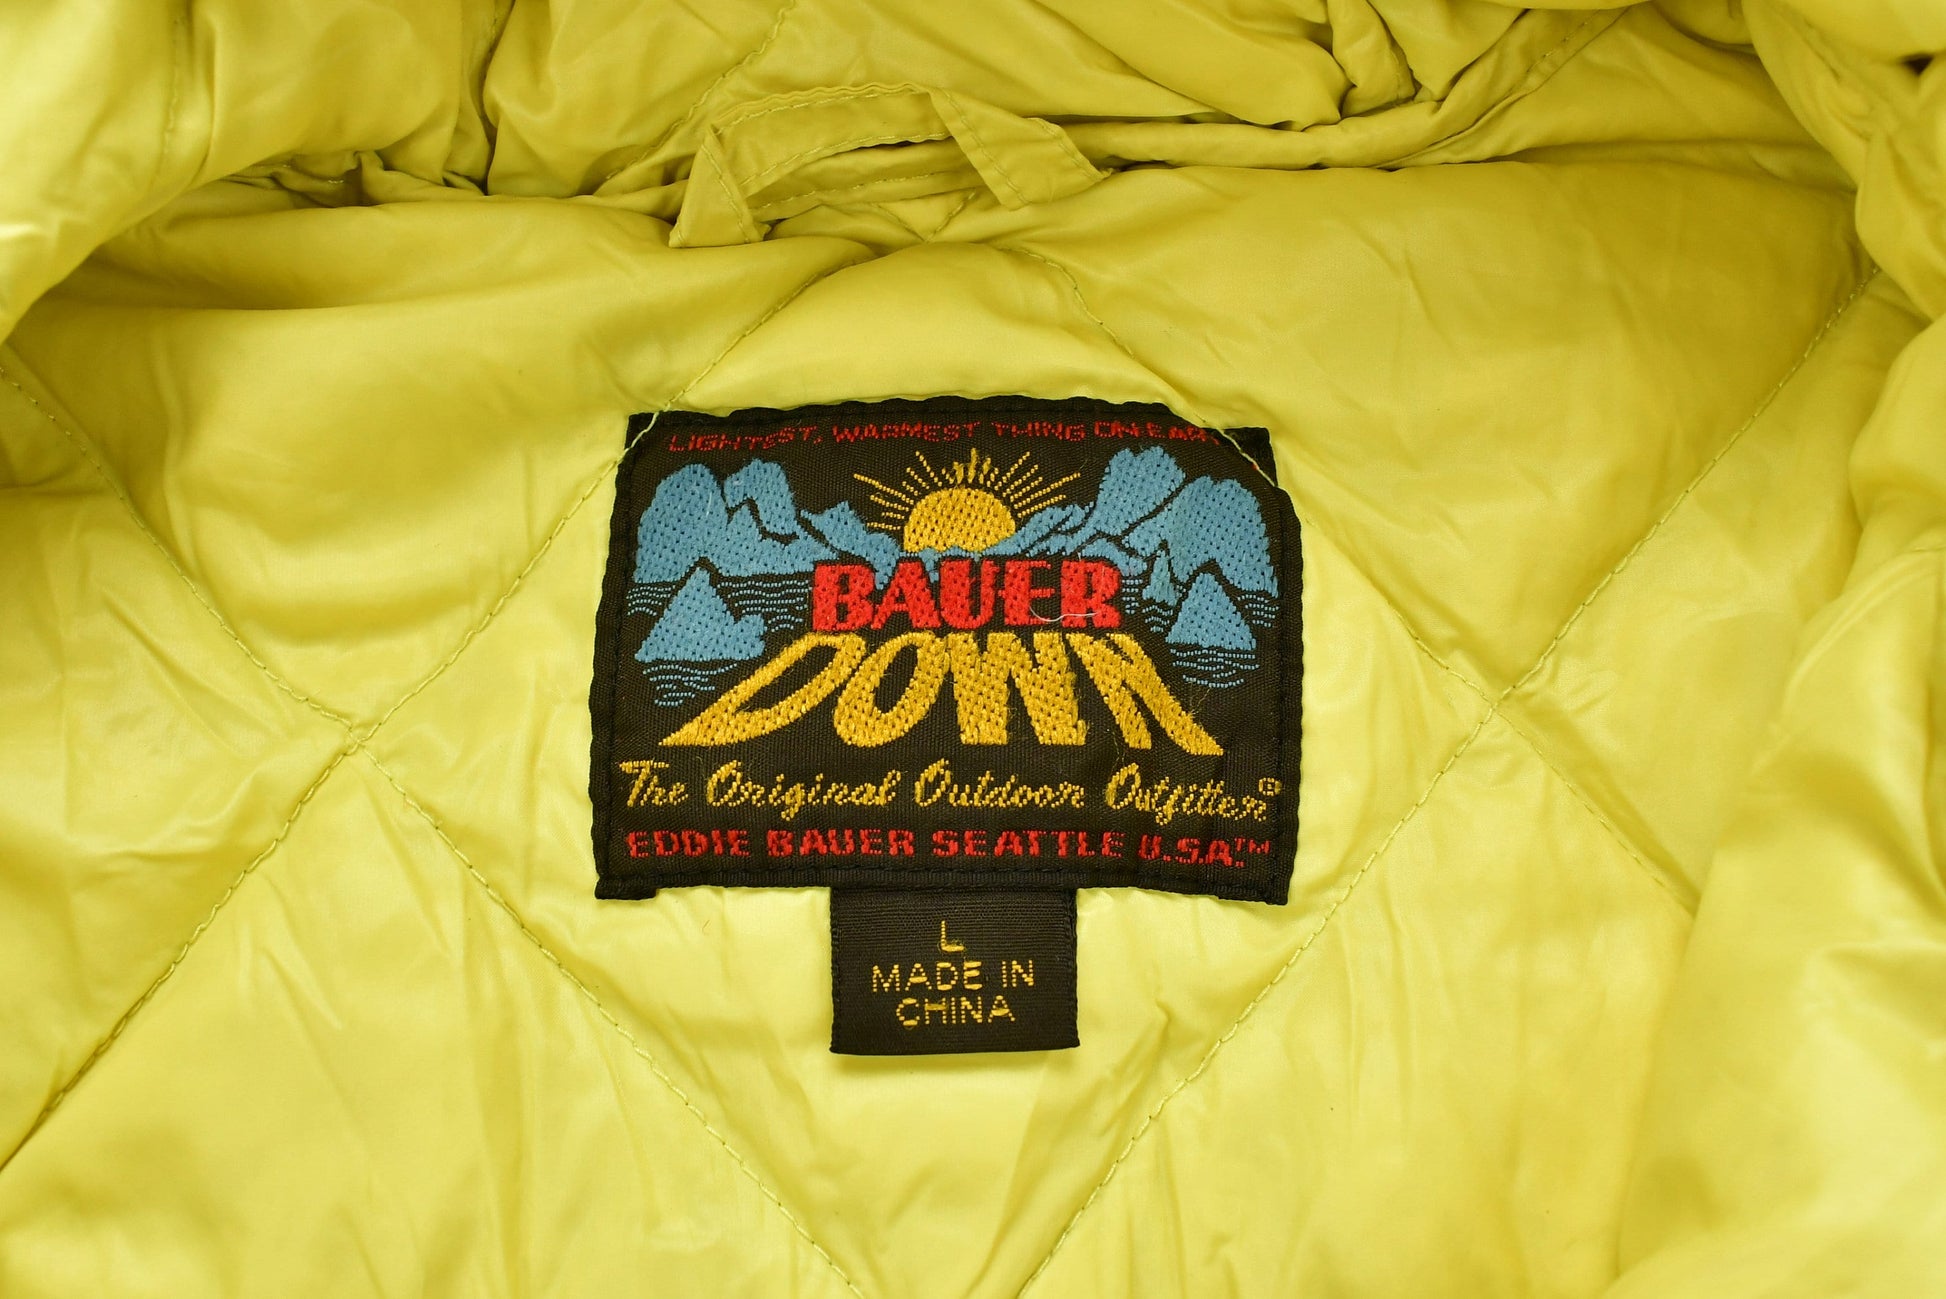 LIGHTEST, WARMEST THING ON EARTH
BAUER
DOWN
The Original Outdoor Outfitter®
EDDIE BAUER SEATTLE U.S.A.™
L
MADE IN
CHINA